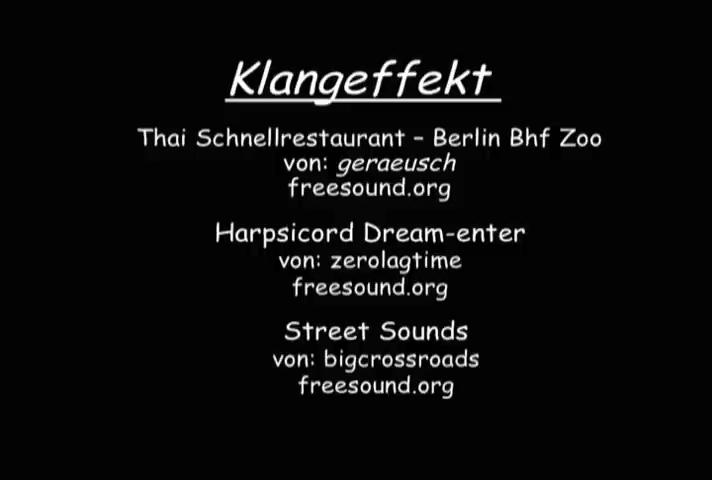 Klangeffekt
Thai Schnellrestaurant – Berlin Bhf Zoo
von: geraeusch
freesound.org
Harpsicord Dream-enter
von: zerolagtime
freesound.org
Street Sounds
von: bigcrossroads
freesound.org